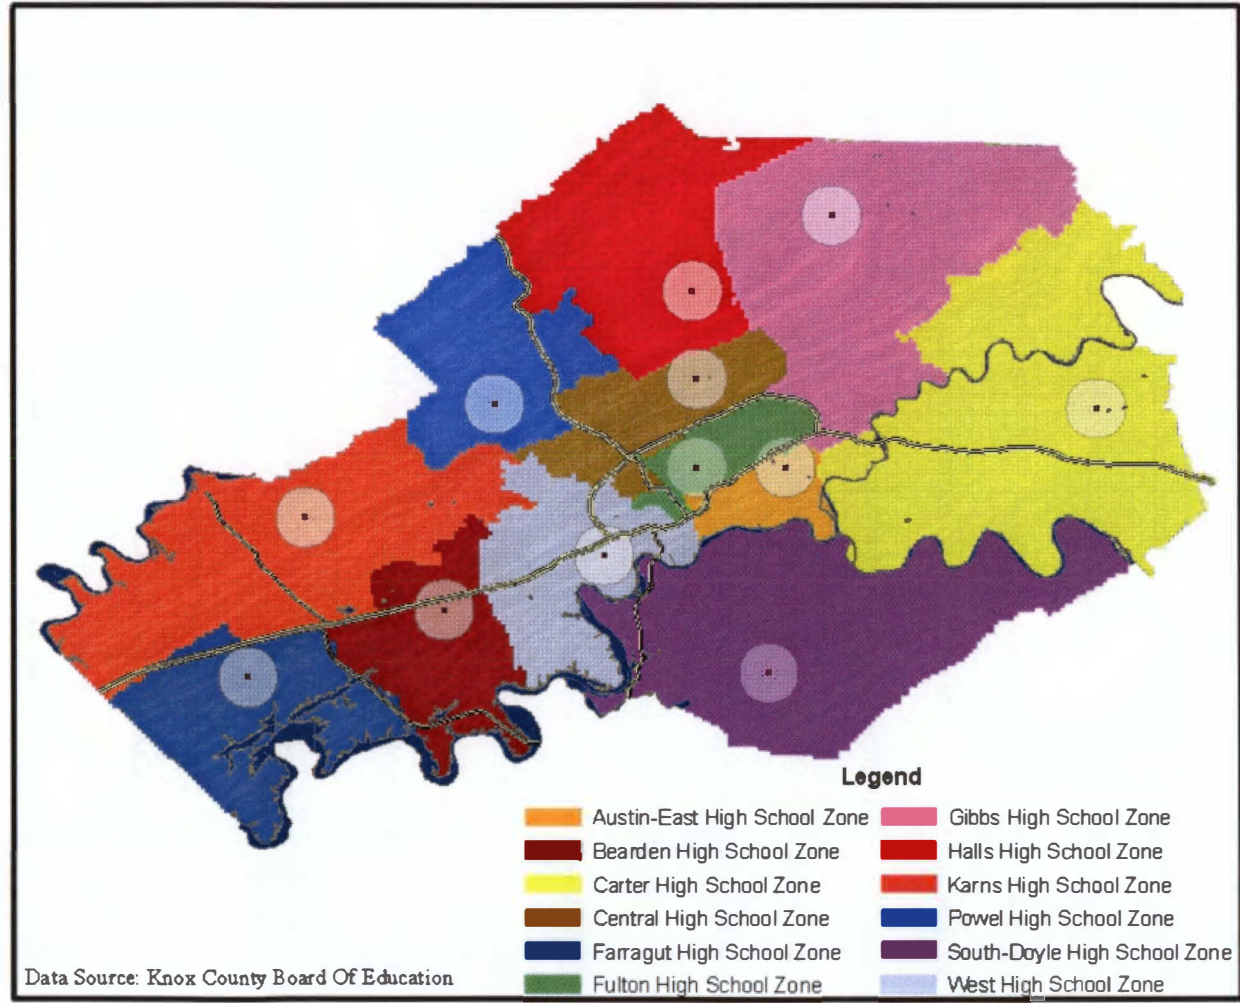 Legend
Austin-East High School Zone
Bearden High School Zone
Carter High School Zone
Central High School Zone
Farragut High School Zone
Fulton High School Zone
Gibbs High School Zone
Halls High School Zone
Karns High School Zone
Powel High School Zone
South-Doyle High School Zone
West High School Zone
Data Source: Knox County Board Of Education